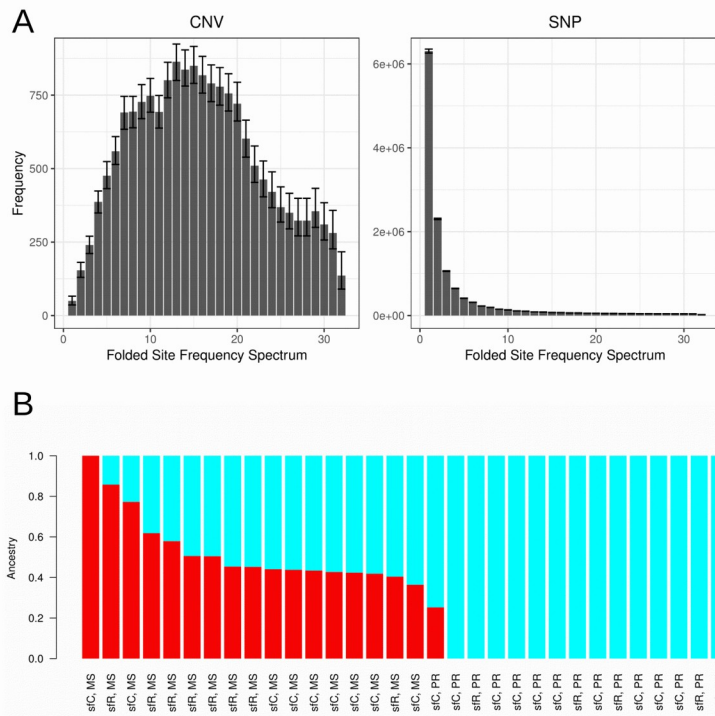 A
CNV
Frequency
750
500
250
0
0
10
20
30
Folded Site Frequency Spectrum
SNP
6e+06
4e+06
2e+06
0e+00
0
10
20
30
Folded Site Frequency Spectrum
B
Ancestry
1.0
0.8
0.6
0.4
0.2
0.0
sfC, MS
sfR, MS
sfC, MS
sfR, MS
sfR, MS
sfR, MS
sfR, MS
sfR, MS
sfR, MS
sfC, MS
sfC, MS
sfC, MS
sfC, MS
sfC, MS
sfC, MS
sfR, MS
sfC, MS
sfC, PR
sfC, PR
sfR, PR
sfC, PR
sfC, PR
sfR, PR
sfC, PR
sfR, PR
sfR, PR
sfC, PR
sfC, PR
sfC, PR
sfC, PR
sfR, PR